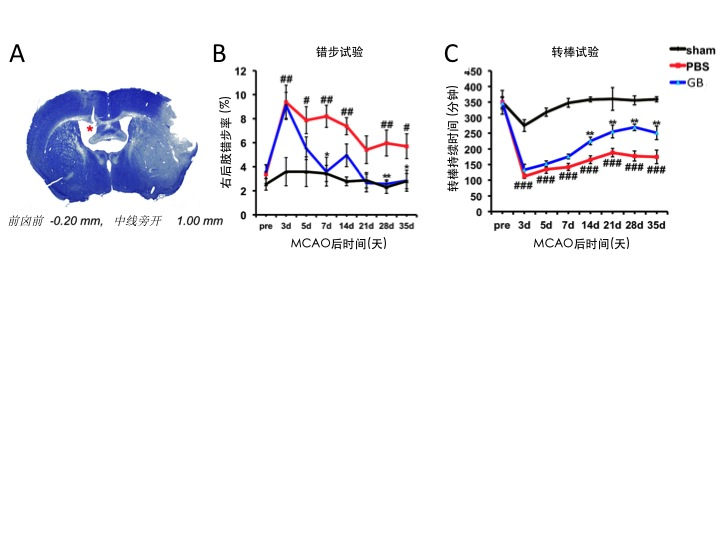 A
*
前囟前 -0.20 mm, 中线旁开 1.00 mm
B
错步试验
右后肢错步率 (%)
12
10
8
6
4
2
0
##
#
##
##
##
#
*
**
*
pre 3d 5d 7d 14d 21d 28d 35d
MCAO后时间(天)
C
转棒试验
转棒持续时间 (分钟)
450
400
350
300
250
200
150
100
50
0
** ** ** **
### ### ### ### ### ### ###
pre 3d 5d 7d 14d 21d 28d 35d
MCAO后时间(天)
sham
PBS
GB